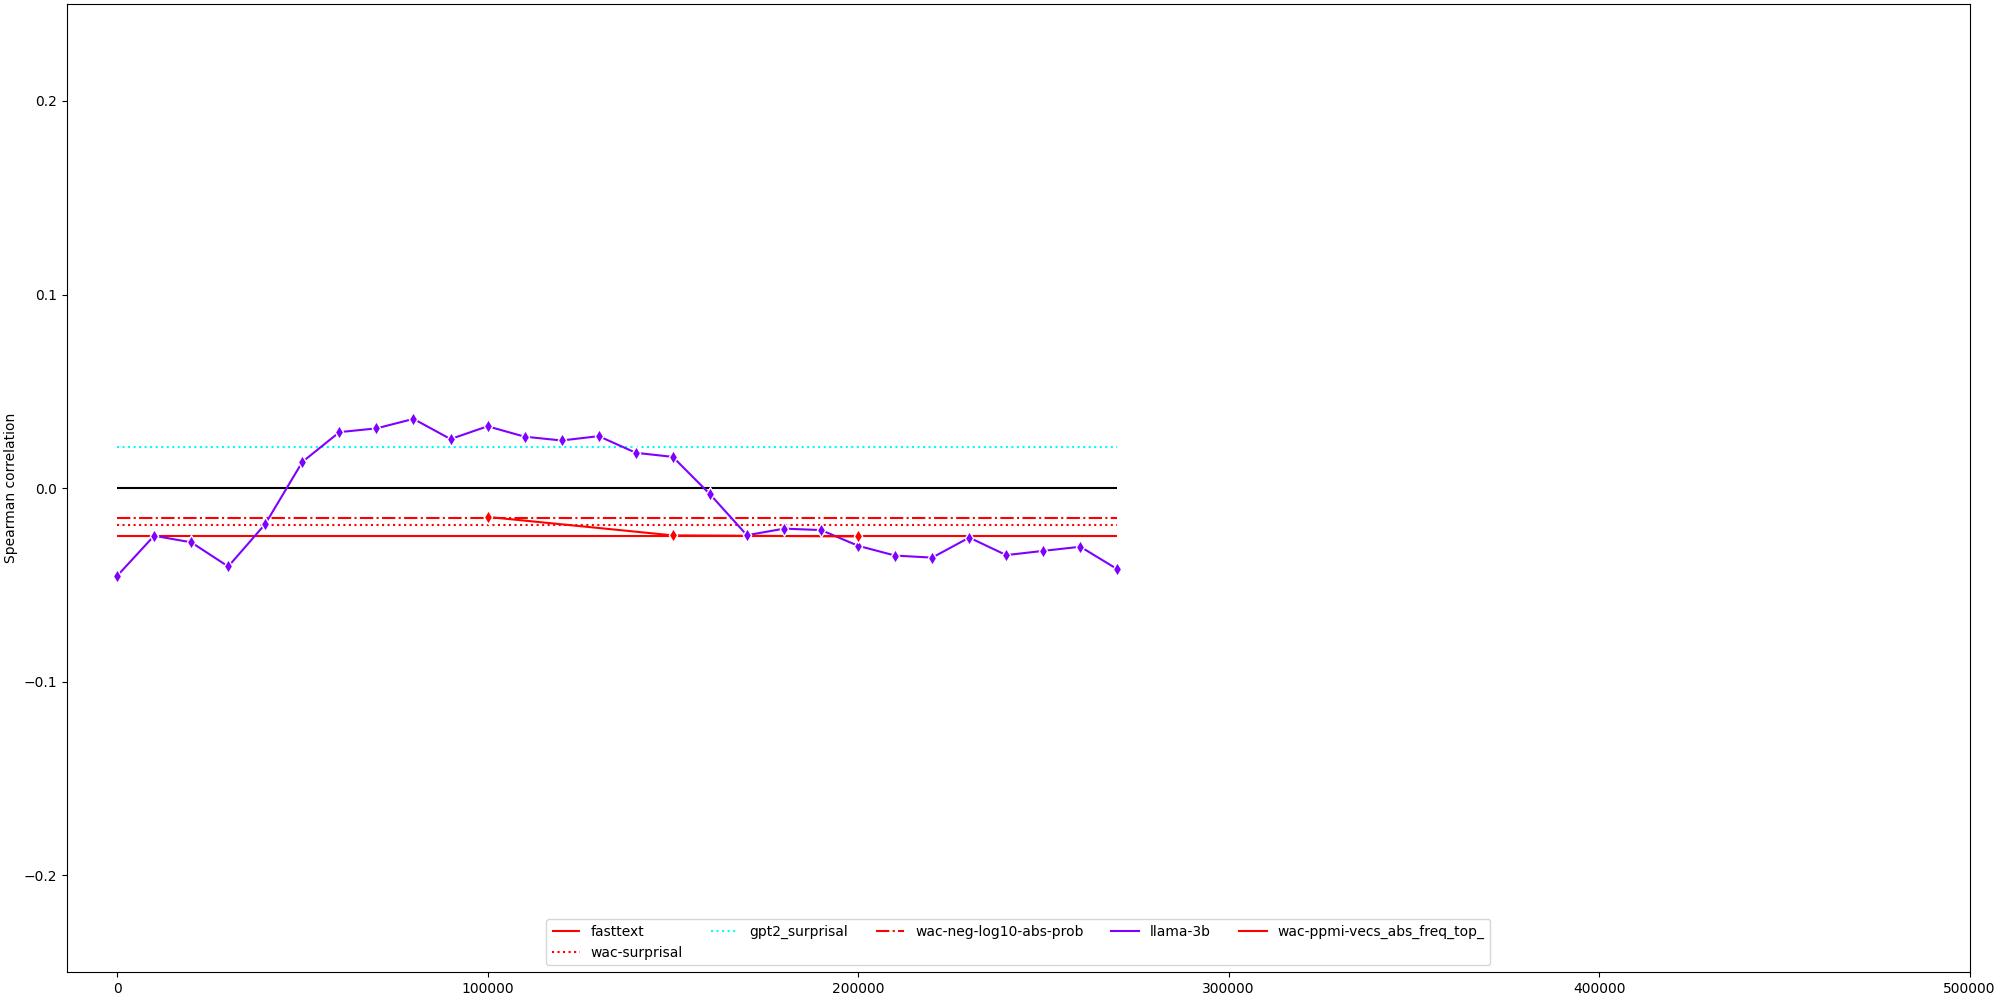 0.2
0.1
0.0
−0.1
−0.2
Spearman correlation
fasttext
wac-surprisal
gpt2_surprisal
wac-neg-log10-abs-prob
llama-3b
wac-ppmi-vecs_abs_freq_top_
0 100000 200000 300000 400000 500000